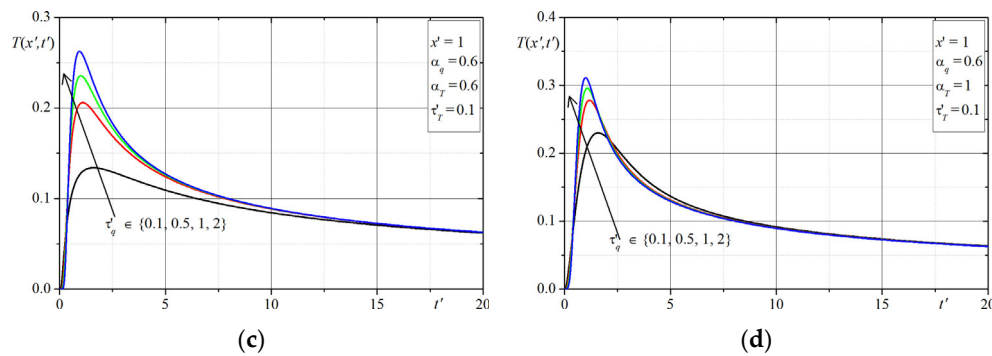 0.3
T(x′,t′)
0.2
0.1
0.0
0
5
10
15
20
t′
x′ = 1
α_q = 0.6
α_T = 0.6
τ′_T = 0.1
τ′_q ∈ {0.1, 0.5, 1, 2}
(c)
0.4
T(x′,t′)
0.3
0.2
0.1
0.0
0
5
10
15
20
t′
x′ = 1
α_q = 0.6
α_T = 1
τ′_T = 0.1
τ′_q ∈ {0.1, 0.5, 1, 2}
(d)